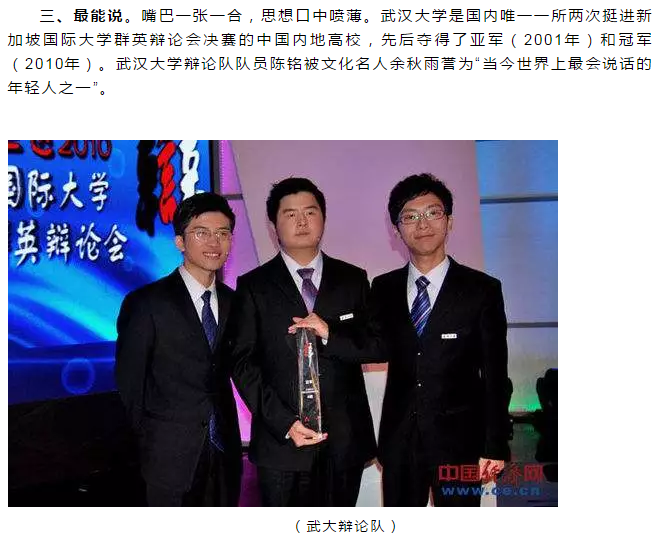 三、最能说。嘴巴一张一合，思想口中喷薄。武汉大学是国内唯一一所两次挺进新
加坡国际大学群英辩论会决赛的中国内地高校，先后夺得了亚军（2001年）和冠军
（2010年）。武汉大学辩论队队员陈铭被文化名人余秋雨赏为“当今世界上最会说话的
年轻人之一”。
2010
国际大学
群英辩论会
中国经济网
www.ce.cn
（武大辩论队）